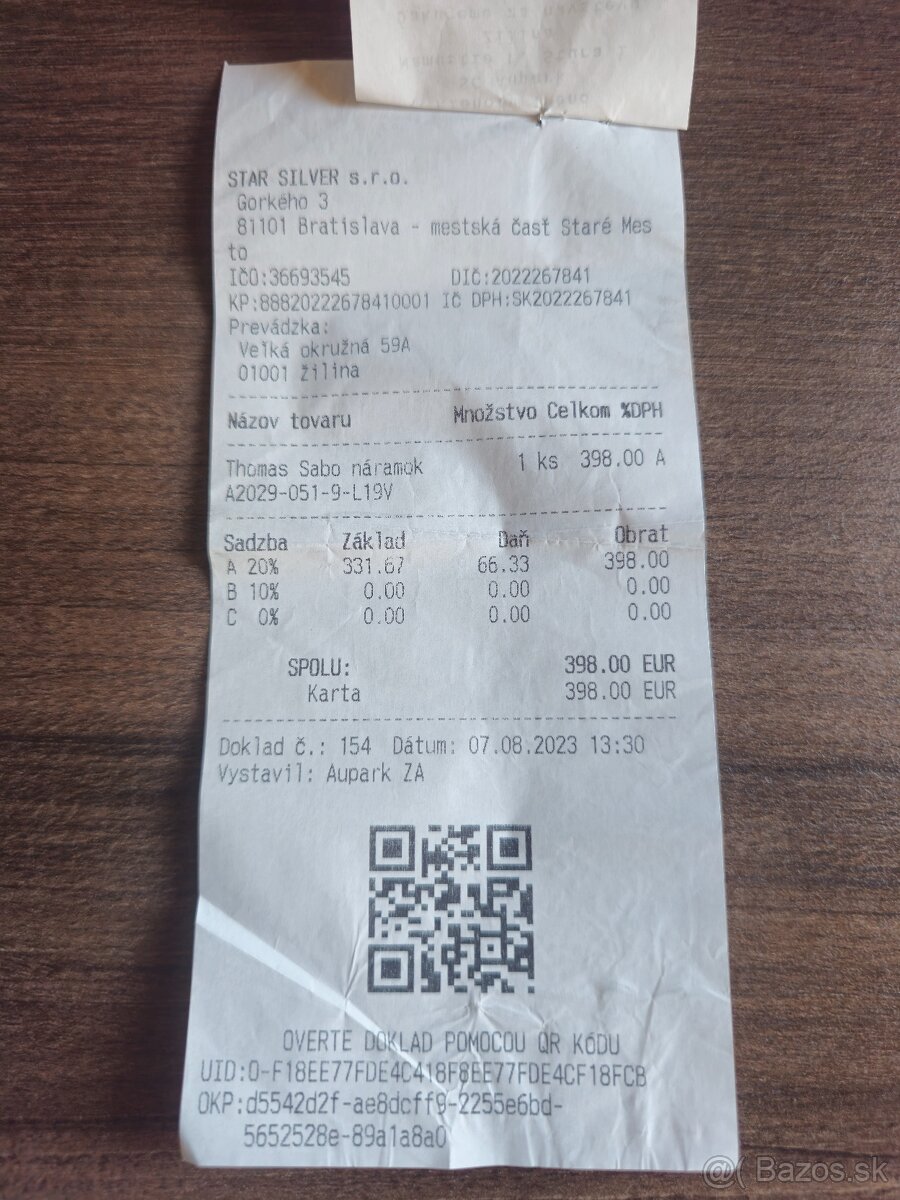 STAR SILVER s.r.o.
Gorkého 3
81101 Bratislava - mestská časť Staré Mes
to
IČO:36693545 DIČ:2022267841
KP:88820222678410001 IČ DPH:SK2022267841
Prevádzka:
Veľká okružná 59A
01001 Žilina
Názov tovaru Množstvo Celkom %DPH
Thomas Sabo náramok 1 ks 398.00 A
A2029-051-9-L19V
Sadzba Základ Daň Obrat
A 20% 331.67 66.33 398.00
B 10% 0.00 0.00 0.00
C 0% 0.00 0.00 0.00
SPOLU: 398.00 EUR
Karta 398.00 EUR
Doklad č.: 154 Dátum: 07.08.2023 13:30
Vystavil: Aupark ZA
OVERTE DOKLAD POMOCOU QR KóDU
UID:O-F18EE77FDE4C418F8EE77FDE4CF18FCB
OKP:d5542d2f-ae8dcff9-2255e6bd-
5652528e-89a1a8a0
@( Bazos.sk